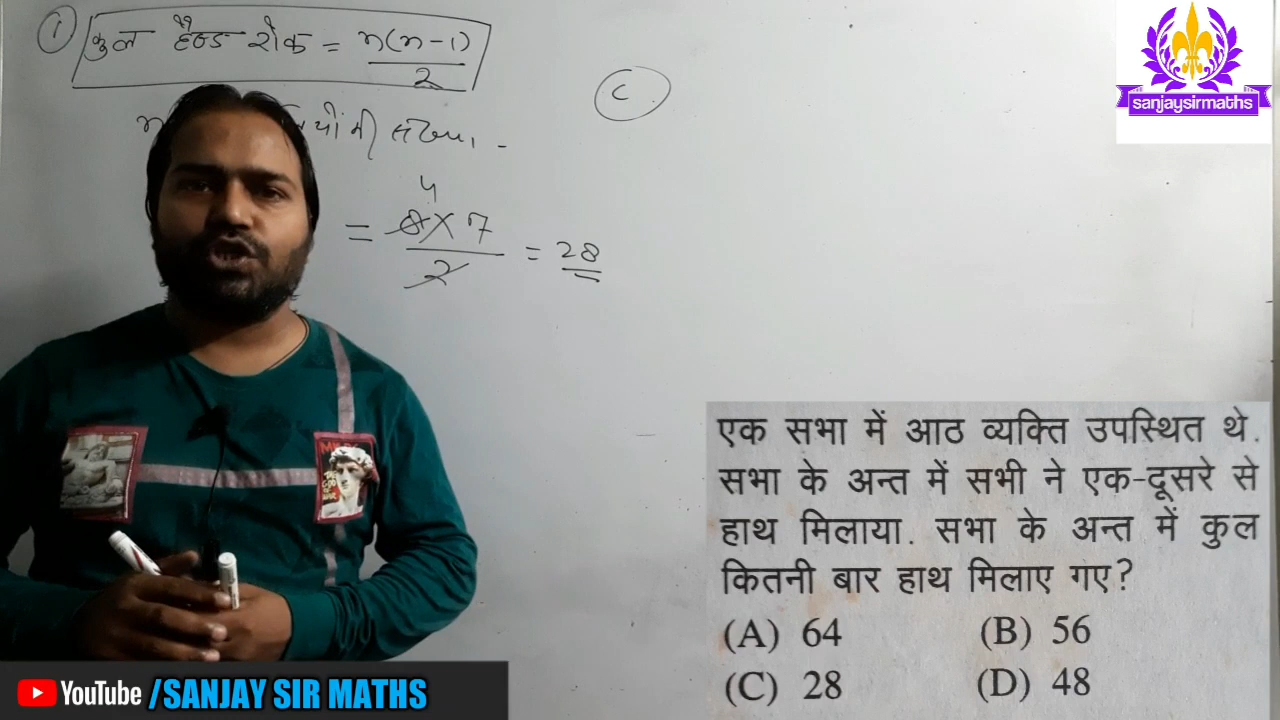 ① कुल हैण्ड शेक = n(n-1)/2
n
की संख्या -
= 8 × 7 / 2 = 28
4
C
sanjaysirmaths
एक सभा में आठ व्यक्ति उपस्थित थे.
सभा के अन्त में सभी ने एक-दूसरे से
हाथ मिलाया. सभा के अन्त में कुल
कितनी बार हाथ मिलाए गए?
(A) 64 (B) 56
(C) 28 (D) 48
YouTube /SANJAY SIR MATHS